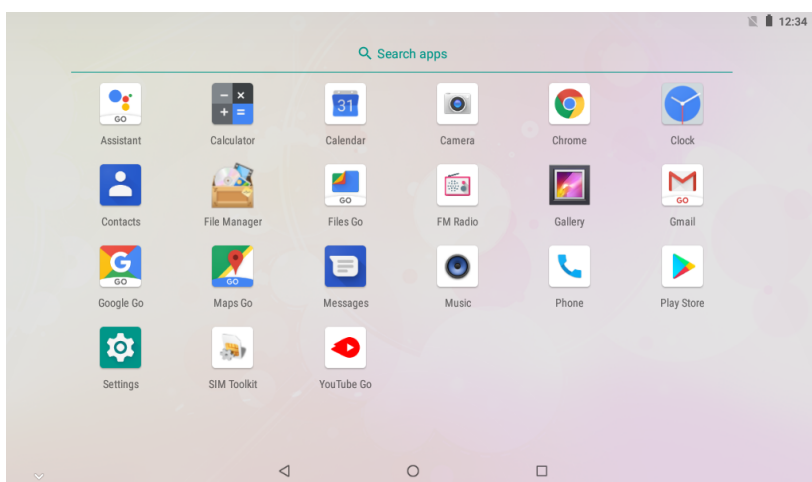 12:34
Search apps
GO 31
Assistant Calculator Calendar Camera Chrome Clock
GO GO
Contacts File Manager Files Go FM Radio Gallery Gmail
GO GO
Google Go Maps Go Messages Music Phone Play Store
Settings SIM Toolkit YouTube Go